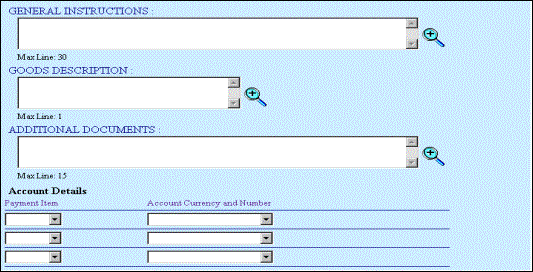 GENERAL INSTRUCTIONS :
Max Line: 30
GOODS DESCRIPTION :
Max Line: 1
ADDITIONAL DOCUMENTS :
Max Line: 15
Account Details
Payment Item Account Currency and Number